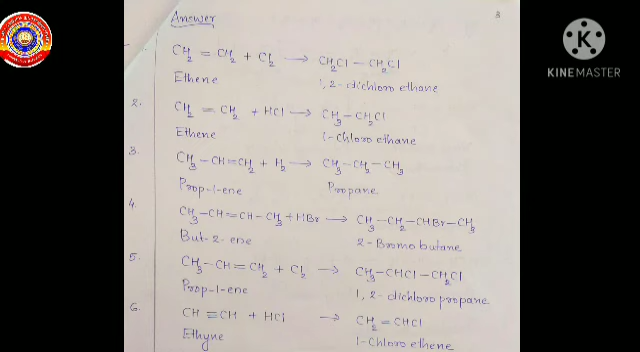 Answer
3
KINEMASTER
CH₂ = CH₂ + Cl₂ → CH₂Cl — CH₂Cl
Ethene 1,2-dichloro ethane
2. CH₂ = CH₂ + HCl → CH₃ — CH₂Cl
Ethene 1-Chloro ethane
3. CH₃ — CH = CH₂ + H₂ → CH₃ — CH₂ — CH₃
Prop-1-ene Propane
4. CH₃ — CH = CH — CH₃ + HBr → CH₃ — CH₂ — CHBr — CH₃
But-2-ene 2-Bromo butane
5. CH₃ — CH = CH₂ + Cl₂ → CH₃ — CHCl — CH₂Cl
Prop-1-ene 1,2-dichloro propane
6. CH ≡ CH + HCl → CH₂ = CHCl
Ethyne 1-Chloro ethene